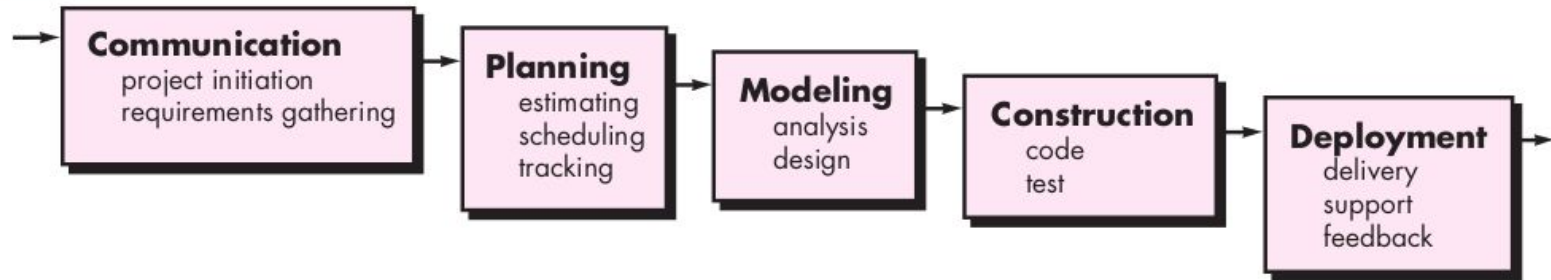 Communication
project initiation
requirements gathering
Planning
estimating
scheduling
tracking
Modeling
analysis
design
Construction
code
test
Deployment
delivery
support
feedback